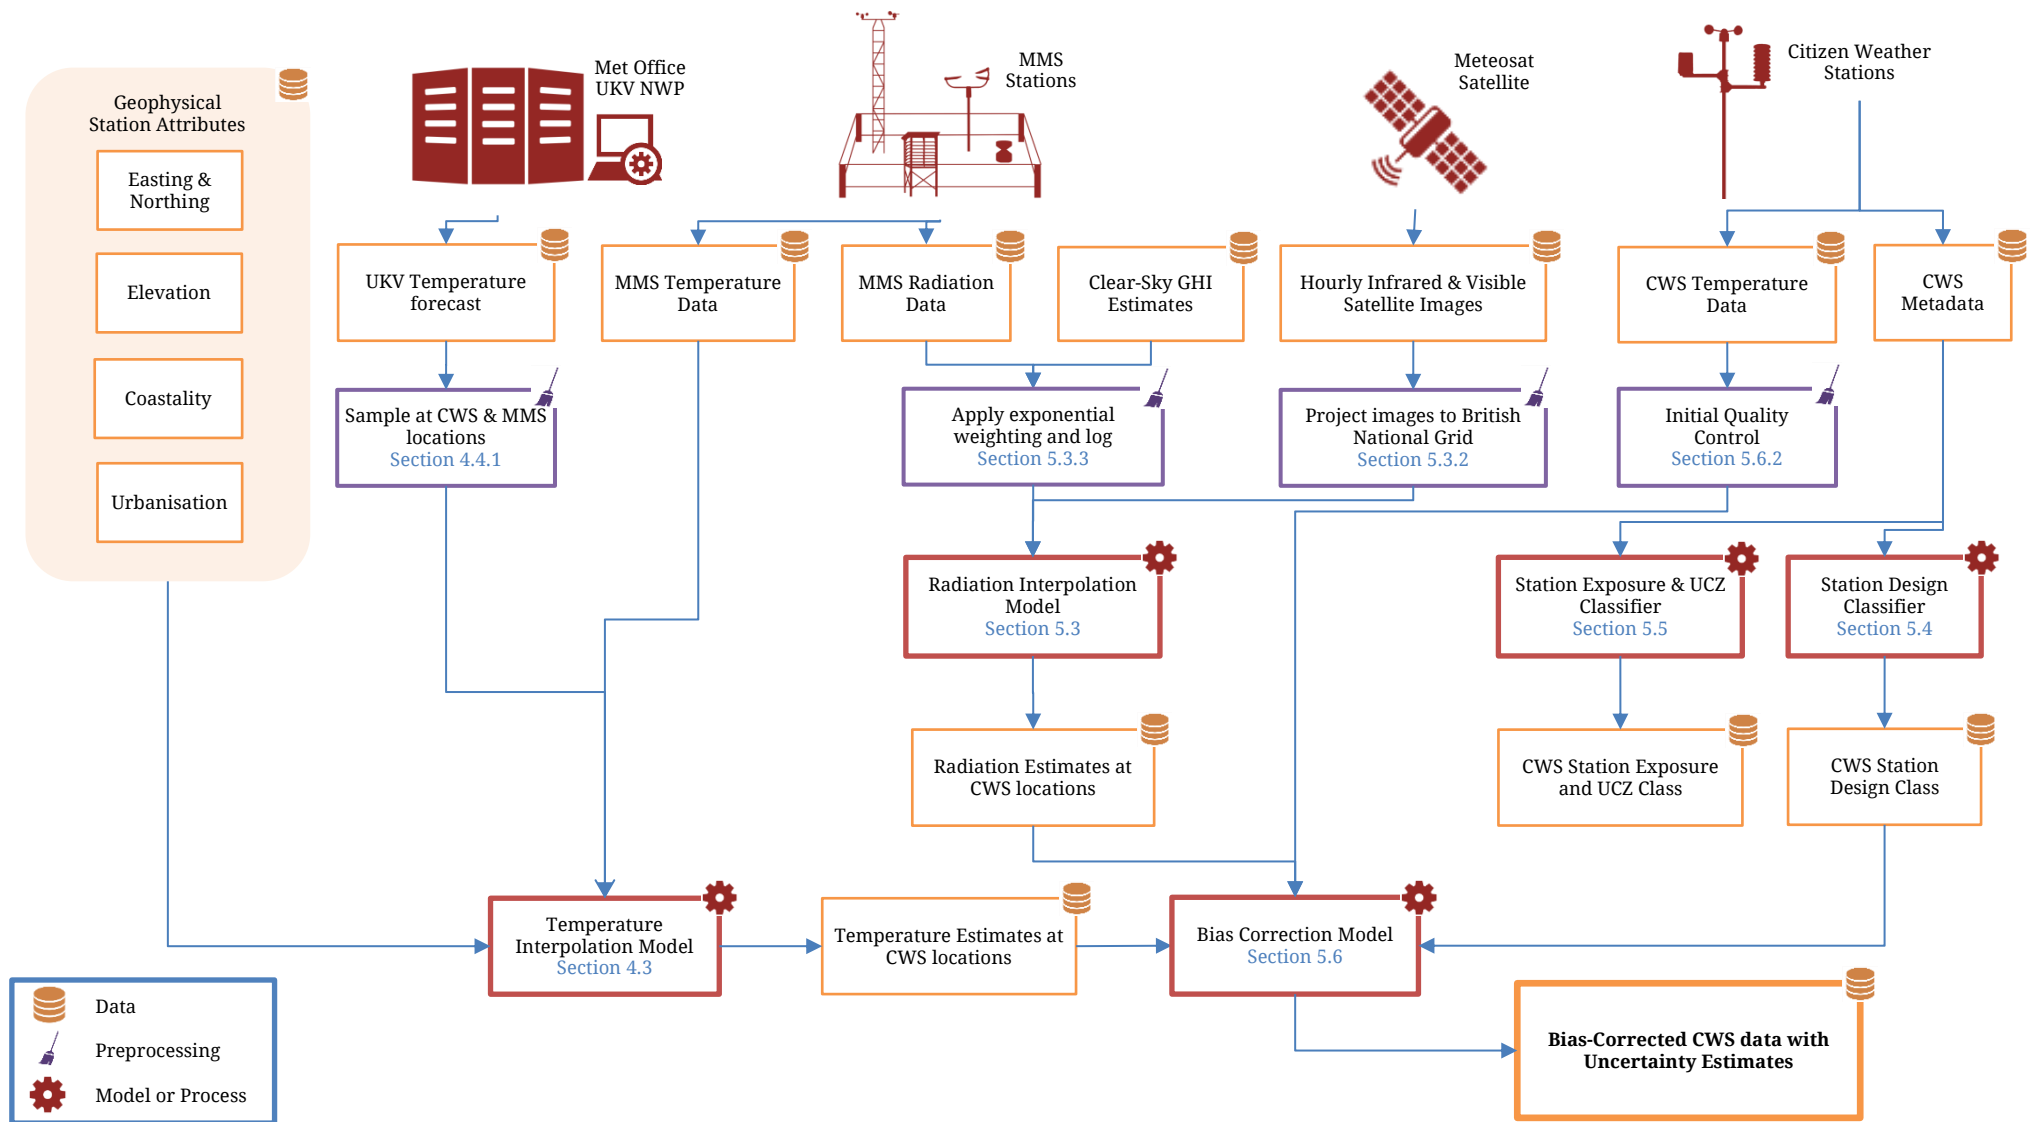 Geophysical
Station Attributes
Easting &
Northing
Elevation
Coastality
Urbanisation
Met Office
UKV NWP
MMS
Stations
Meteosat
Satellite
Citizen Weather
Stations
UKV Temperature
forecast
MMS Temperature
Data
MMS Radiation
Data
Clear-Sky GHI
Estimates
Hourly Infrared & Visible
Satellite Images
CWS Temperature
Data
CWS
Metadata
Sample at CWS & MMS
locations
Section 4.4.1
Apply exponential
weighting and log
Section 5.3.3
Project images to British
National Grid
Section 5.3.2
Initial Quality
Control
Section 5.6.2
Radiation Interpolation
Model
Section 5.3
Station Exposure & UCZ
Classifier
Section 5.5
Station Design
Classifier
Section 5.4
Radiation Estimates at
CWS locations
CWS Station Exposure
and UCZ Class
CWS Station
Design Class
Temperature
Interpolation Model
Section 4.3
Temperature Estimates at
CWS locations
Bias Correction Model
Section 5.6
Bias-Corrected CWS data with
Uncertainty Estimates
Data
Preprocessing
Model or Process